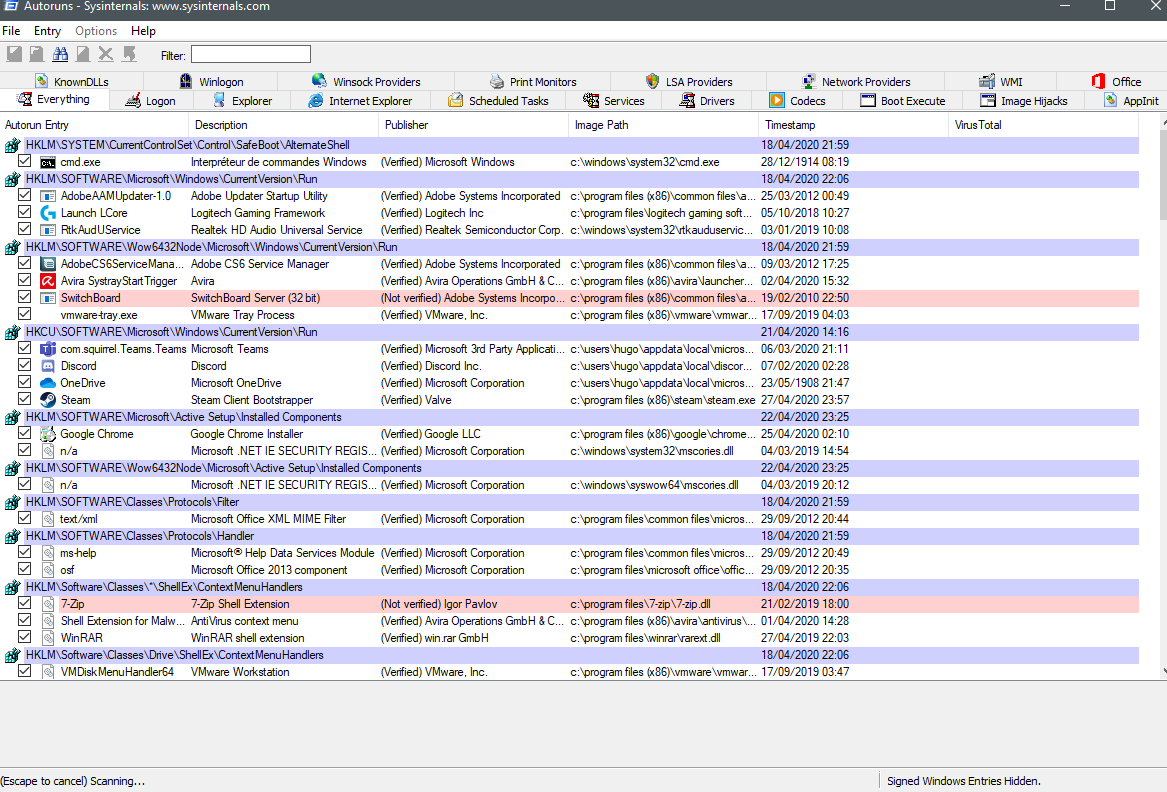 Autoruns - Sysinternals: www.sysinternals.com
File Entry Options Help
Filter:
KnownDLLs Winlogon Winsock Providers Print Monitors LSA Providers Network Providers WMI Office
Everything Logon Explorer Internet Explorer Scheduled Tasks Services Drivers Codecs Boot Execute Image Hijacks AppInit
Autorun Entry Description Publisher Image Path Timestamp VirusTotal
HKLM\SYSTEM\CurrentControlSet\Control\SafeBoot\AlternateShell 18/04/2020 21:59
cmd.exe Interpréteur de commandes Windows (Verified) Microsoft Windows c:\windows\system32\cmd.exe 28/12/1914 08:19
HKLM\SOFTWARE\Microsoft\Windows\CurrentVersion\Run 18/04/2020 22:06
AdobeAAMUpdater-1.0 Adobe Updater Startup Utility (Verified) Adobe Systems Incorporated c:\program files (x86)\common files\a... 25/03/2012 00:49
Launch LCore Logitech Gaming Framework (Verified) Logitech Inc c:\program files\logitech gaming soft... 05/10/2018 10:27
RtkAudUService Realtek HD Audio Universal Service (Verified) Realtek Semiconductor Corp. c:\windows\system32\rtkauduservic... 03/01/2019 10:08
HKLM\SOFTWARE\Wow6432Node\Microsoft\Windows\CurrentVersion\Run 18/04/2020 21:59
AdobeCS6ServiceMana... Adobe CS6 Service Manager (Verified) Adobe Systems Incorporated c:\program files (x86)\common files\a... 09/03/2012 17:25
Avira SystrayStartTrigger Avira (Verified) Avira Operations GmbH & C... c:\program files (x86)\avira\launcher... 02/04/2020 15:32
SwitchBoard SwitchBoard Server (32 bit) (Not verified) Adobe Systems Incorpo... c:\program files (x86)\common files\a... 19/02/2010 22:50
vmware-tray.exe VMware Tray Process (Verified) VMware, Inc. c:\program files (x86)\vmware\vmwar... 17/09/2019 04:03
HKCU\SOFTWARE\Microsoft\Windows\CurrentVersion\Run 21/04/2020 14:16
com.squirrel.Teams.Teams Microsoft Teams (Verified) Microsoft 3rd Party Applicati... c:\users\hugo\appdata\local\micros... 06/03/2020 21:11
Discord Discord (Verified) Discord Inc. c:\users\hugo\appdata\local\discor... 07/02/2020 02:28
OneDrive Microsoft OneDrive (Verified) Microsoft Corporation c:\users\hugo\appdata\local\micros... 23/05/1908 21:47
Steam Steam Client Bootstrapper (Verified) Valve c:\program files (x86)\steam\steam.exe 27/04/2020 23:57
HKLM\SOFTWARE\Microsoft\Active Setup\Installed Components 22/04/2020 23:25
Google Chrome Google Chrome Installer (Verified) Google LLC c:\program files (x86)\google\chrome... 25/04/2020 02:10
n/a Microsoft .NET IE SECURITY REGIS... (Verified) Microsoft Corporation c:\windows\system32\mscories.dll 04/03/2019 14:54
HKLM\SOFTWARE\Wow6432Node\Microsoft\Active Setup\Installed Components 22/04/2020 23:25
n/a Microsoft .NET IE SECURITY REGIS... (Verified) Microsoft Corporation c:\windows\syswow64\mscories.dll 04/03/2019 20:12
HKLM\SOFTWARE\Classes\Protocols\Filter 18/04/2020 21:59
text/xml Microsoft Office XML MIME Filter (Verified) Microsoft Corporation c:\program files\common files\micros... 29/09/2012 20:44
HKLM\SOFTWARE\Classes\Protocols\Handler 18/04/2020 21:59
ms-help Microsoft® Help Data Services Module (Verified) Microsoft Corporation c:\program files\common files\micros... 29/09/2012 20:49
osf Microsoft Office 2013 component (Verified) Microsoft Corporation c:\program files\microsoft office\offic... 29/09/2012 20:35
HKLM\Software\Classes\*\ShellEx\ContextMenuHandlers 18/04/2020 22:06
7-Zip 7-Zip Shell Extension (Not verified) Igor Pavlov c:\program files\7-zip\7-zip.dll 21/02/2019 18:00
Shell Extension for Malw... AntiVirus context menu (Verified) Avira Operations GmbH & C... c:\program files (x86)\avira\antivirus\... 01/04/2020 14:28
WinRAR WinRAR shell extension (Verified) win.rar GmbH c:\program files\winrar\rarext.dll 27/04/2019 22:03
HKLM\Software\Classes\Drive\ShellEx\ContextMenuHandlers 18/04/2020 22:06
VMDiskMenuHandler64 VMware Workstation (Verified) VMware, Inc. c:\program files (x86)\vmware\vmwar... 17/09/2019 03:47
(Escape to cancel) Scanning... Signed Windows Entries Hidden.